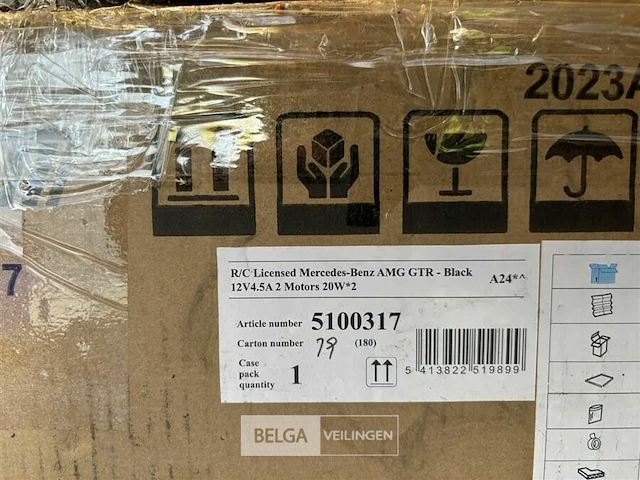 2023A
7
R/C Licensed Mercedes-Benz AMG GTR - Black
12V4.5A 2 Motors 20W*2
A24*^
Article number 5100317
Carton number 79 (180)
Case
pack
quantity 1
5 413822 519899
BELGA VEILINGEN